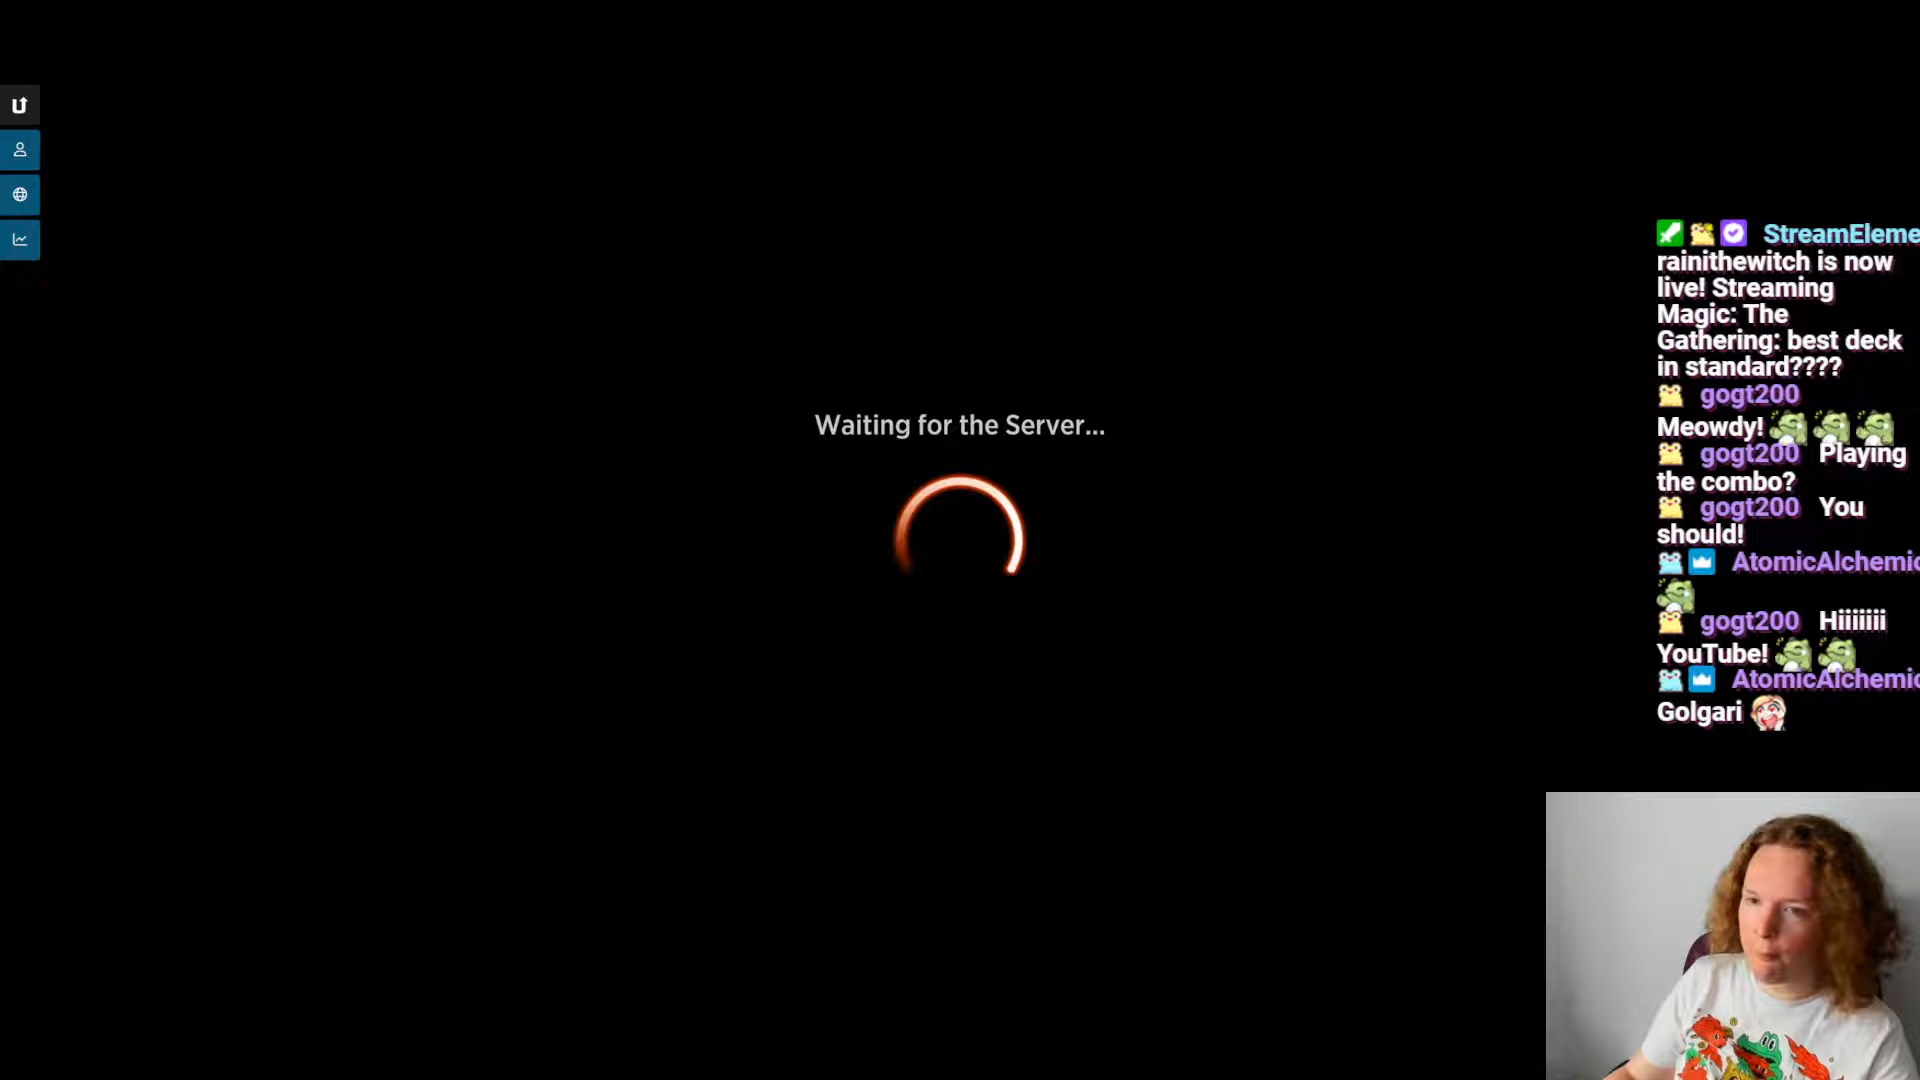 Waiting for the Server...
StreamEleme
rainithewitch is now
live! Streaming
Magic: The
Gathering: best deck
in standard????
gogt200
Meowdy!
gogt200 Playing
the combo?
gogt200 You
should!
AtomicAlchemic
gogt200 Hiiiiiii
YouTube!
AtomicAlchemic
Golgari